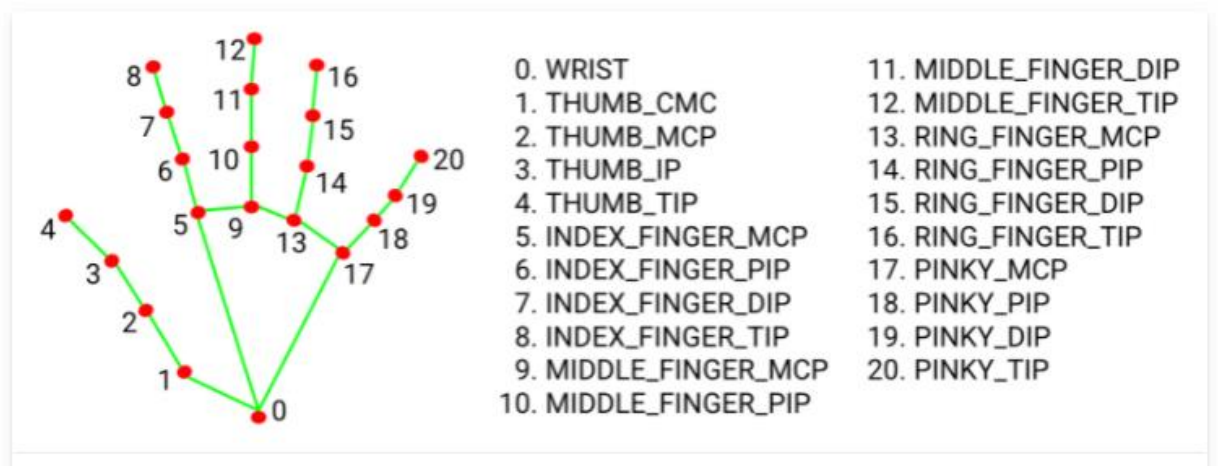 12
8
16
11
7
15
10
20
6
14
19
4
5
9
18
13
3
17
2
1
0
0. WRIST
1. THUMB_CMC
2. THUMB_MCP
3. THUMB_IP
4. THUMB_TIP
5. INDEX_FINGER_MCP
6. INDEX_FINGER_PIP
7. INDEX_FINGER_DIP
8. INDEX_FINGER_TIP
9. MIDDLE_FINGER_MCP
10. MIDDLE_FINGER_PIP
11. MIDDLE_FINGER_DIP
12. MIDDLE_FINGER_TIP
13. RING_FINGER_MCP
14. RING_FINGER_PIP
15. RING_FINGER_DIP
16. RING_FINGER_TIP
17. PINKY_MCP
18. PINKY_PIP
19. PINKY_DIP
20. PINKY_TIP